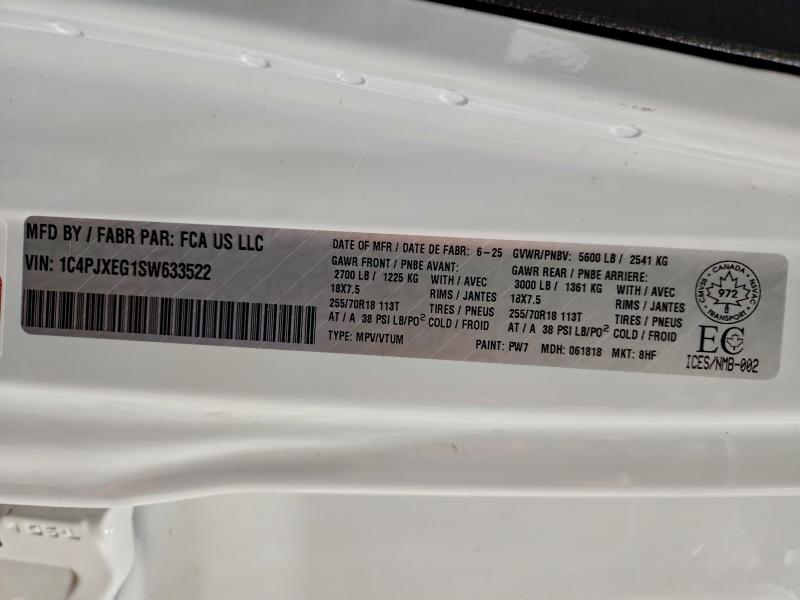 MFD BY / FABR PAR: FCA US LLC
VIN: 1C4PJXEG1SW633522
DATE OF MFR / DATE DE FABR: 6-25
GAWR FRONT / PNBE AVANT:
2700 LB / 1225 KG WITH / AVEC
18X7.5 RIMS / JANTES
255/70R18 113T TIRES / PNEUS
AT / A 38 PSI LB/PO² COLD / FROID
TYPE: MPV/VTUM
GVWR/PNBV: 5600 LB / 2541 KG
GAWR REAR / PNBE ARRIERE:
3000 LB / 1361 KG WITH / AVEC
18X7.5 RIMS / JANTES
255/70R18 113T TIRES / PNEUS
AT / A 38 PSI LB/PO² COLD / FROID
PAINT: PW7 MDH: 061818 MKT: 8HF
CANADA
CMVSS NSVAC
972
TRANSPORT
EC
ICES/NMB-002